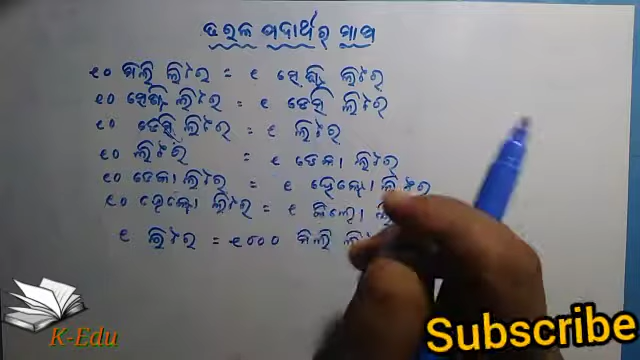 ତରଳ ପଦାର୍ଥର ମାପ
୧୦ ମିଲି ଲିଟର = ୧ ସେଣ୍ଟି ଲିଟର
୧୦ ସେଣ୍ଟି ଲିଟର = ୧ ଡେସି ଲିଟର
୧୦ ଡେସି ଲିଟର = ୧ ଲିଟର
୧୦ ଲିଟର = ୧ ଡେକା ଲିଟର
୧୦ ଡେକା ଲିଟର = ୧ ହେକ୍ଟୋ ଲିଟର
୧୦ ହେକ୍ଟୋ ଲିଟର = ୧ କିଲୋ
୧ ଲିଟର = ୧୦୦୦ ମିଲି
K-Edu
Subscribe